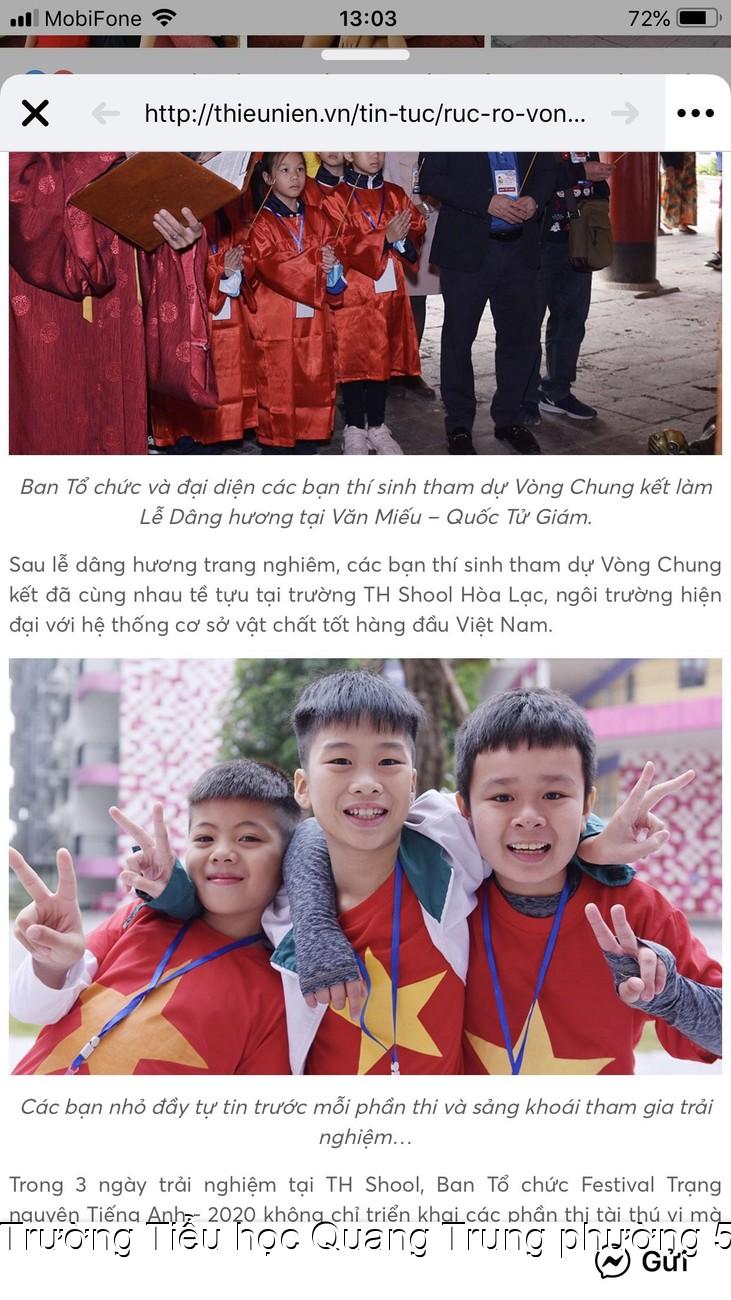 MobiFone
13:03
72%
http://thieunien.vn/tin-tuc/ruc-ro-von...
Ban Tổ chức và đại diện các bạn thí sinh tham dự Vòng Chung kết làm
Lễ Dâng hương tại Văn Miếu – Quốc Tử Giám.
Sau lễ dâng hương trang nghiêm, các bạn thí sinh tham dự Vòng Chung
kết đã cùng nhau tề tựu tại trường TH Shool Hòa Lạc, ngôi trường hiện
đại với hệ thống cơ sở vật chất tốt hàng đầu Việt Nam.
Các bạn nhỏ đầy tự tin trước mỗi phần thi và sảng khoái tham gia trải
nghiệm...
Trong 3 ngày trải nghiệm tại TH Shool, Ban Tổ chức Festival Trạng
nguyên Tiếng Anh - 2020 không chỉ triển khai các phần thi tài thú vị mà
Trường Tiểu học Quang Trung phường 5
Gửi